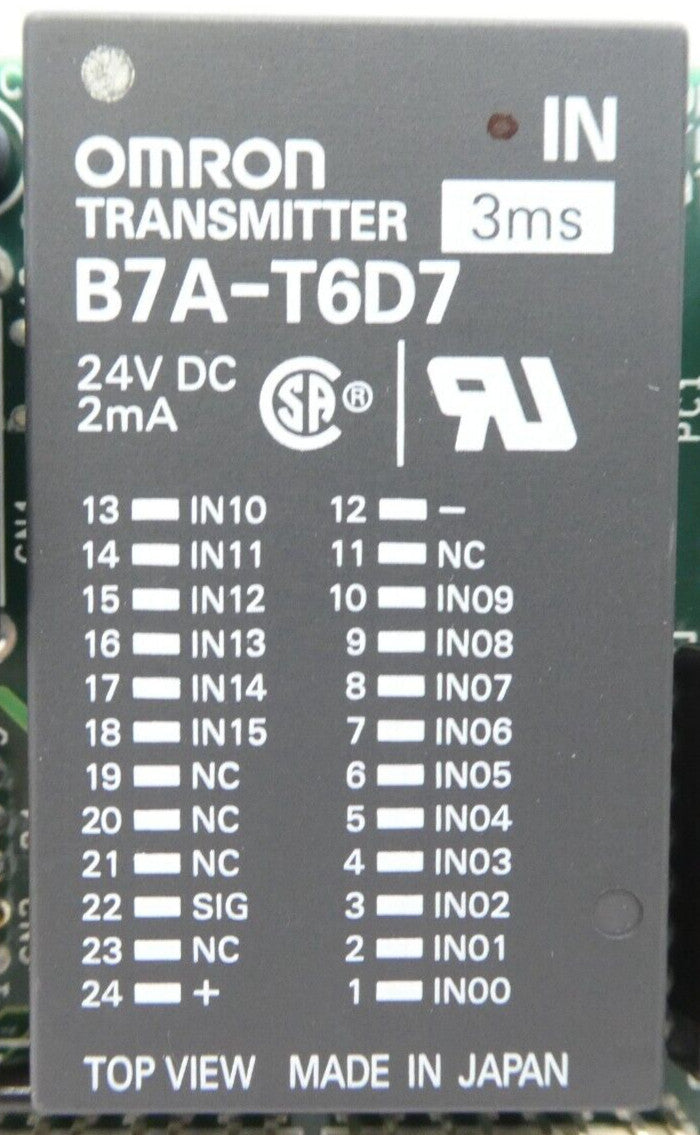 IN
OMRON
TRANSMITTER 3ms
B7A-T6D7
24V DC
2mA
SA ®
RU
13 IN10 12 -
14 IN11 11 NC
15 IN12 10 IN09
16 IN13 9 IN08
17 IN14 8 IN07
18 IN15 7 IN06
19 NC 6 IN05
20 NC 5 IN04
21 NC 4 IN03
22 SIG 3 IN02
23 NC 2 IN01
24 + 1 IN00
TOP VIEW MADE IN JAPAN
PC1